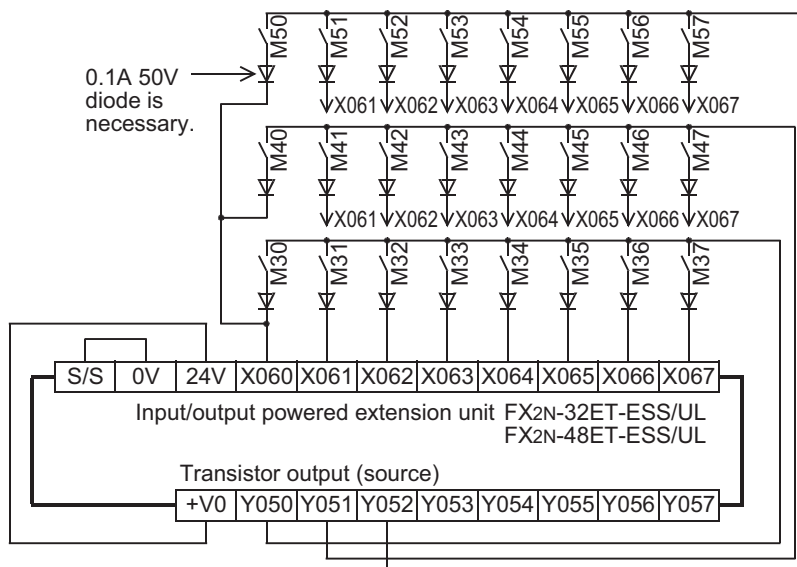 M50 M51 M52 M53 M54 M55 M56 M57
0.1A 50V
diode is
necessary.
X061 X062 X063 X064 X065 X066 X067
M40 M41 M42 M43 M44 M45 M46 M47
X061 X062 X063 X064 X065 X066 X067
M30 M31 M32 M33 M34 M35 M36 M37
S/S 0V 24V X060 X061 X062 X063 X064 X065 X066 X067
Input/output powered extension unit FX2N-32ET-ESS/UL
FX2N-48ET-ESS/UL
Transistor output (source)
+V0 Y050 Y051 Y052 Y053 Y054 Y055 Y056 Y057